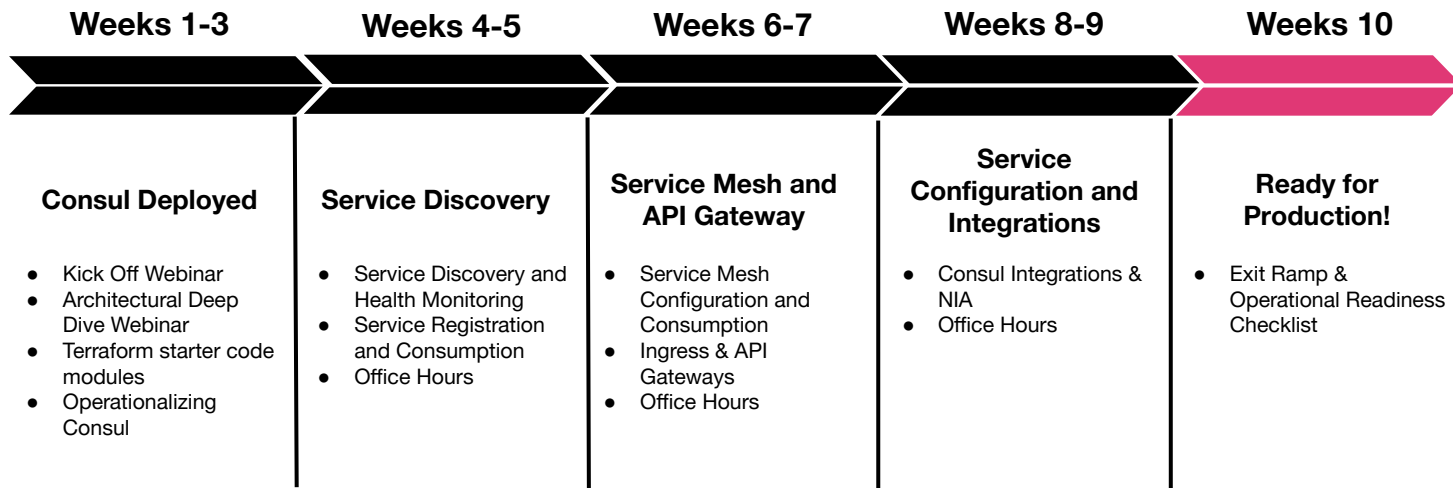 Weeks 1-3
Weeks 4-5
Weeks 6-7
Weeks 8-9
Weeks 10
Consul Deployed
● Kick Off Webinar
● Architectural Deep
Dive Webinar
● Terraform starter code
modules
● Operationalizing
Consul
Service Discovery
● Service Discovery and
Health Monitoring
● Service Registration
and Consumption
● Office Hours
Service Mesh and
API Gateway
● Service Mesh
Configuration and
Consumption
● Ingress & API
Gateways
● Office Hours
Service
Configuration and
Integrations
● Consul Integrations &
NIA
● Office Hours
Ready for
Production!
● Exit Ramp &
Operational Readiness
Checklist